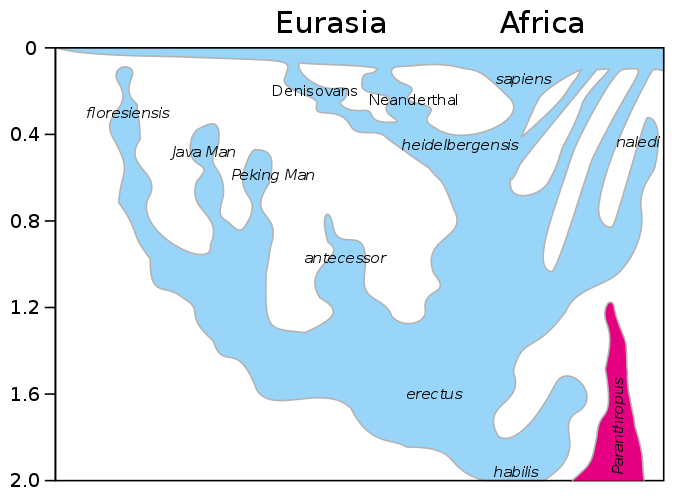 Eurasia Africa
0
sapiens
Denisovans
Neanderthal
floresiensis
0.4
heidelbergensis
naledi
Java Man
Peking Man
0.8
antecessor
1.2
1.6
erectus
Paranthropus
habilis
2.0